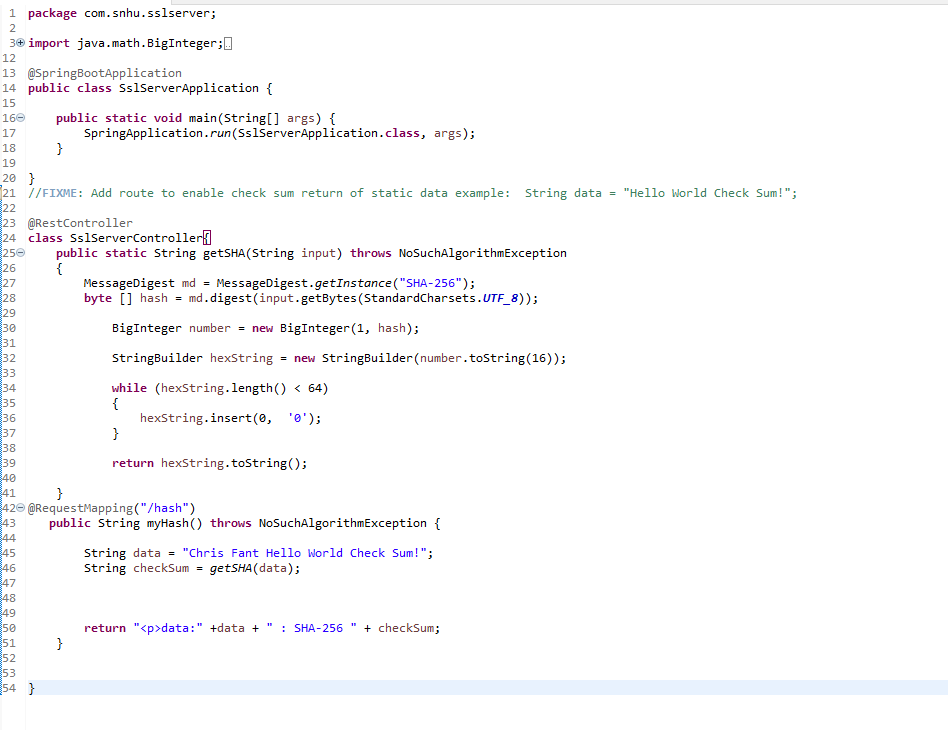 1 package com.snhu.sslserver;
2
3 import java.math.BigInteger;
12
13 @SpringBootApplication
14 public class SslServerApplication {
15
16     public static void main(String[] args) {
17         SpringApplication.run(SslServerApplication.class, args);
18     }
19
20 }
21 //FIXME: Add route to enable check sum return of static data example:  String data = "Hello World Check Sum!";
22
23 @RestController
24 class SslServerController{
25     public static String getSHA(String input) throws NoSuchAlgorithmException
26     {
27         MessageDigest md = MessageDigest.getInstance("SHA-256");
28         byte [] hash = md.digest(input.getBytes(StandardCharsets.UTF_8));
29
30             BigInteger number = new BigInteger(1, hash);
31
32             StringBuilder hexString = new StringBuilder(number.toString(16));
33
34             while (hexString.length() < 64)
35             {
36                 hexString.insert(0,  '0');
37             }
38
39             return hexString.toString();
40
41     }
42 @RequestMapping("/hash")
43    public String myHash() throws NoSuchAlgorithmException {
44
45         String data = "Chris Fant Hello World Check Sum!";
46         String checkSum = getSHA(data);
47
48
49
50         return "<p>data:" +data + " : SHA-256 " + checkSum;
51     }
52
53
54 }